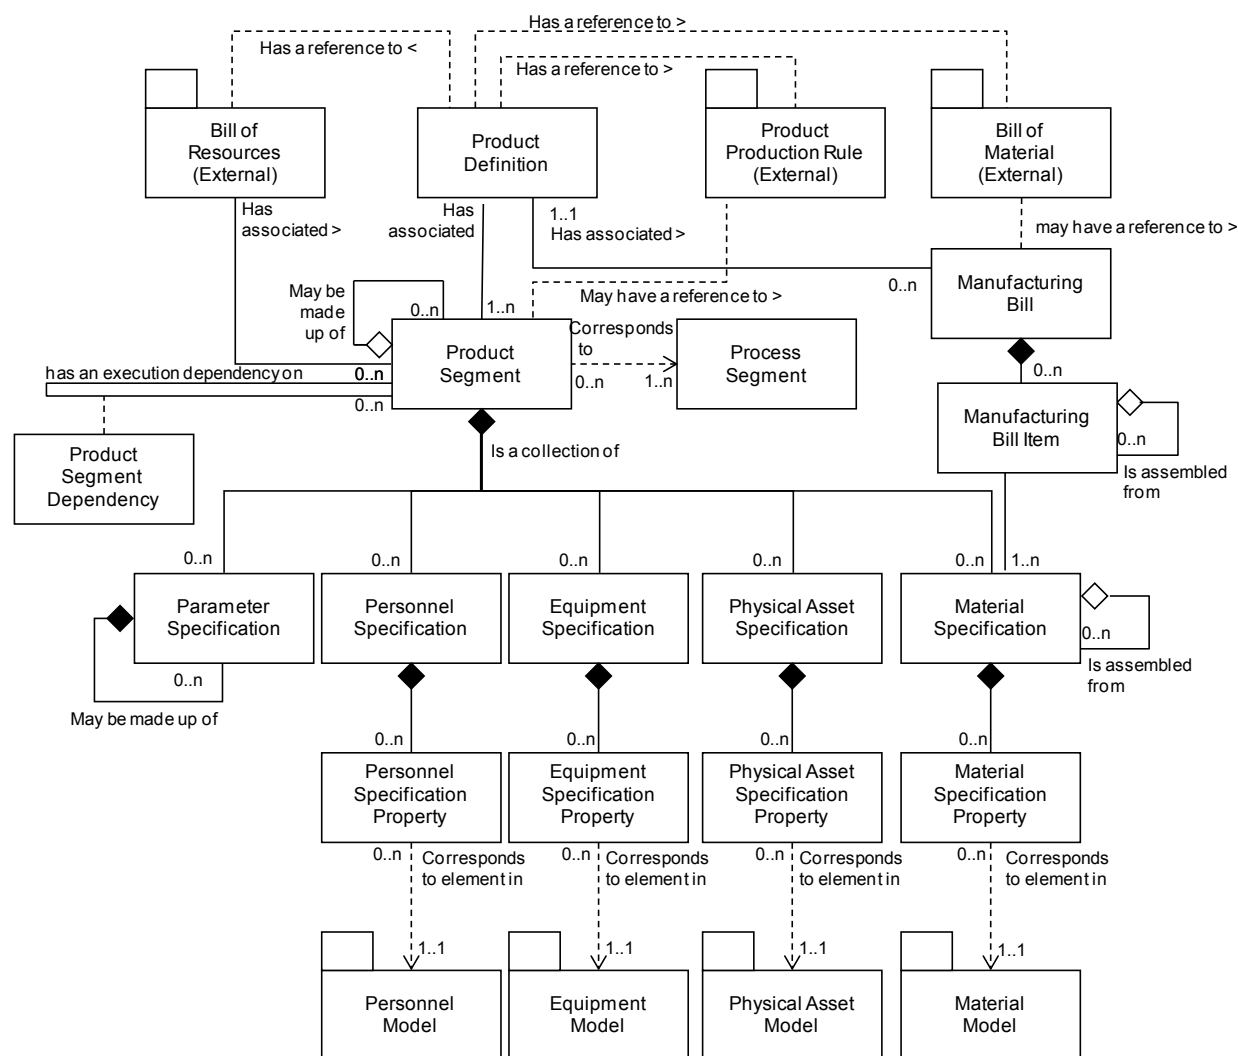 Has a reference to >
Has a reference to <
Has a reference to >
Bill of
Resources
(External)
Product
Definition
Product
Production Rule
(External)
Bill of
Material
(External)
Has
associated >
Has
associated
1..1
Has associated >
may have a reference to >
0..n
Manufacturing
Bill
May be
made
up of
0..n
1..n
May have a reference to >
Corresponds
to
Product
Segment
Process
Segment
0..n
1..n
has an execution dependency on
0..n
0..n
0..n
Manufacturing
Bill Item
0..n
Is assembled
from
Product
Segment
Dependency
Is a collection of
0..n
0..n
0..n
0..n
0..n
1..n
Parameter
Specification
Personnel
Specification
Equipment
Specification
Physical Asset
Specification
Material
Specification
0..n
Is assembled
from
0..n
May be made up of
0..n
0..n
0..n
0..n
Personnel
Specification
Property
Equipment
Specification
Property
Physical Asset
Specification
Property
Material
Specification
Property
0..n
Corresponds
to element in
0..n
Corresponds
to element in
0..n
Corresponds
to element in
0..n
Corresponds
to element in
1..1
1..1
1..1
1..1
Personnel
Model
Equipment
Model
Physical Asset
Model
Material
Model